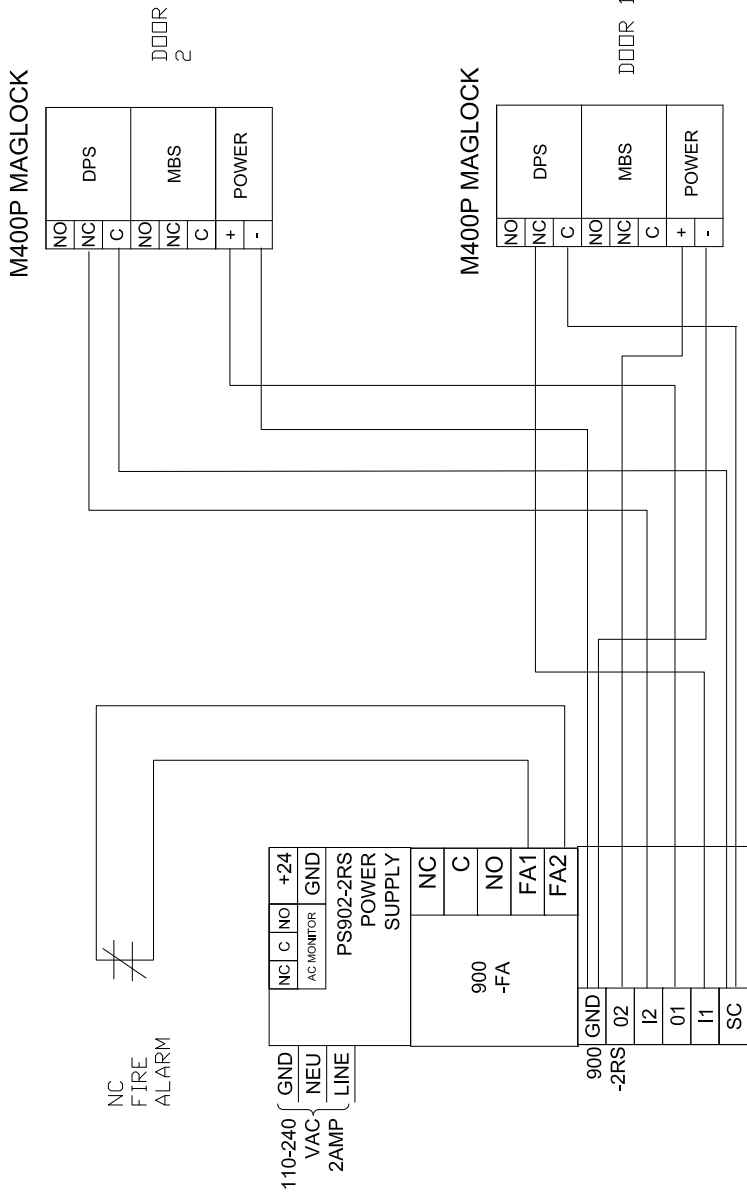 M400P MAGLOCK
NO
NC
C
NO
NC
C
+
-
DPS
MBS
POWER
DOOR
2
M400P MAGLOCK
NO
NC
C
NO
NC
C
+
-
DPS
MBS
POWER
DOOR 1
NC
FIRE
ALARM
110-240
VAC
2AMP
GND
NEU
LINE
NC C NO +24
AC MONITOR GND
PS902-2RS
POWER
SUPPLY
900
-FA
NC
C
NO
FA1
FA2
900
-2RS
GND
02
I2
01
I1
SC